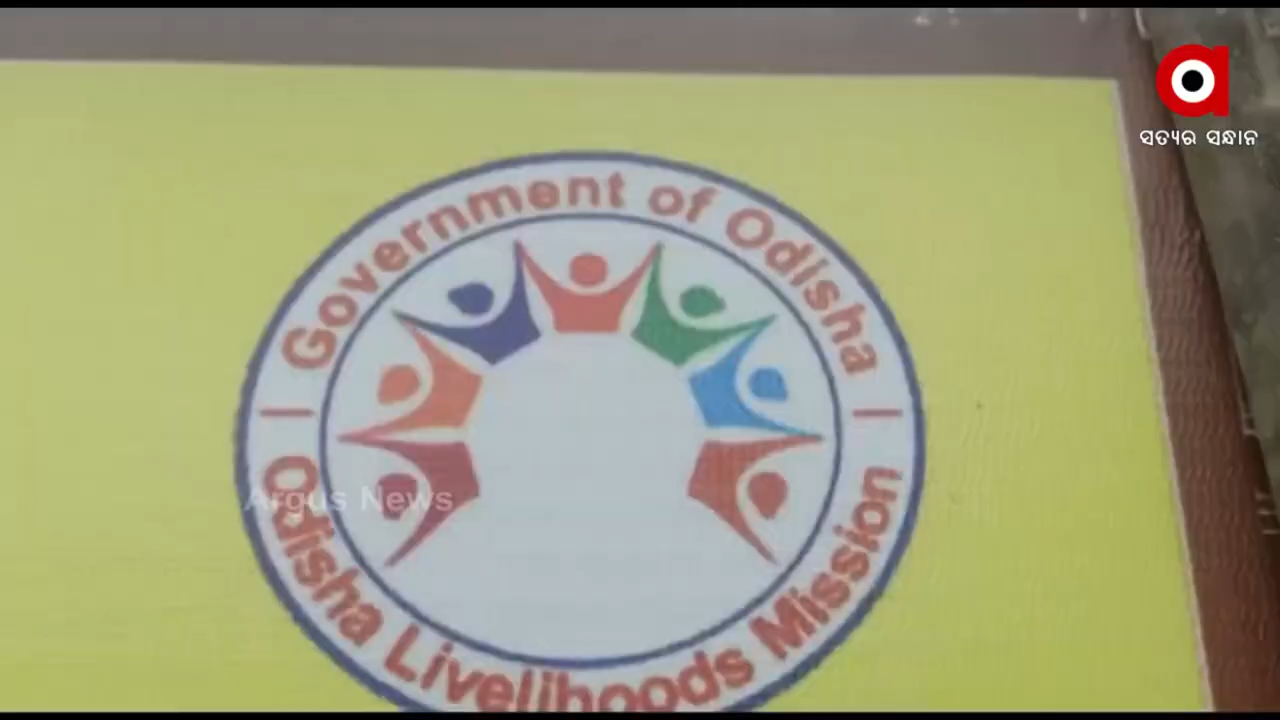 ସତ୍ୟର ସନ୍ଧାନ
Government of Odisha
Argus News
Odisha Livelihoods Mission